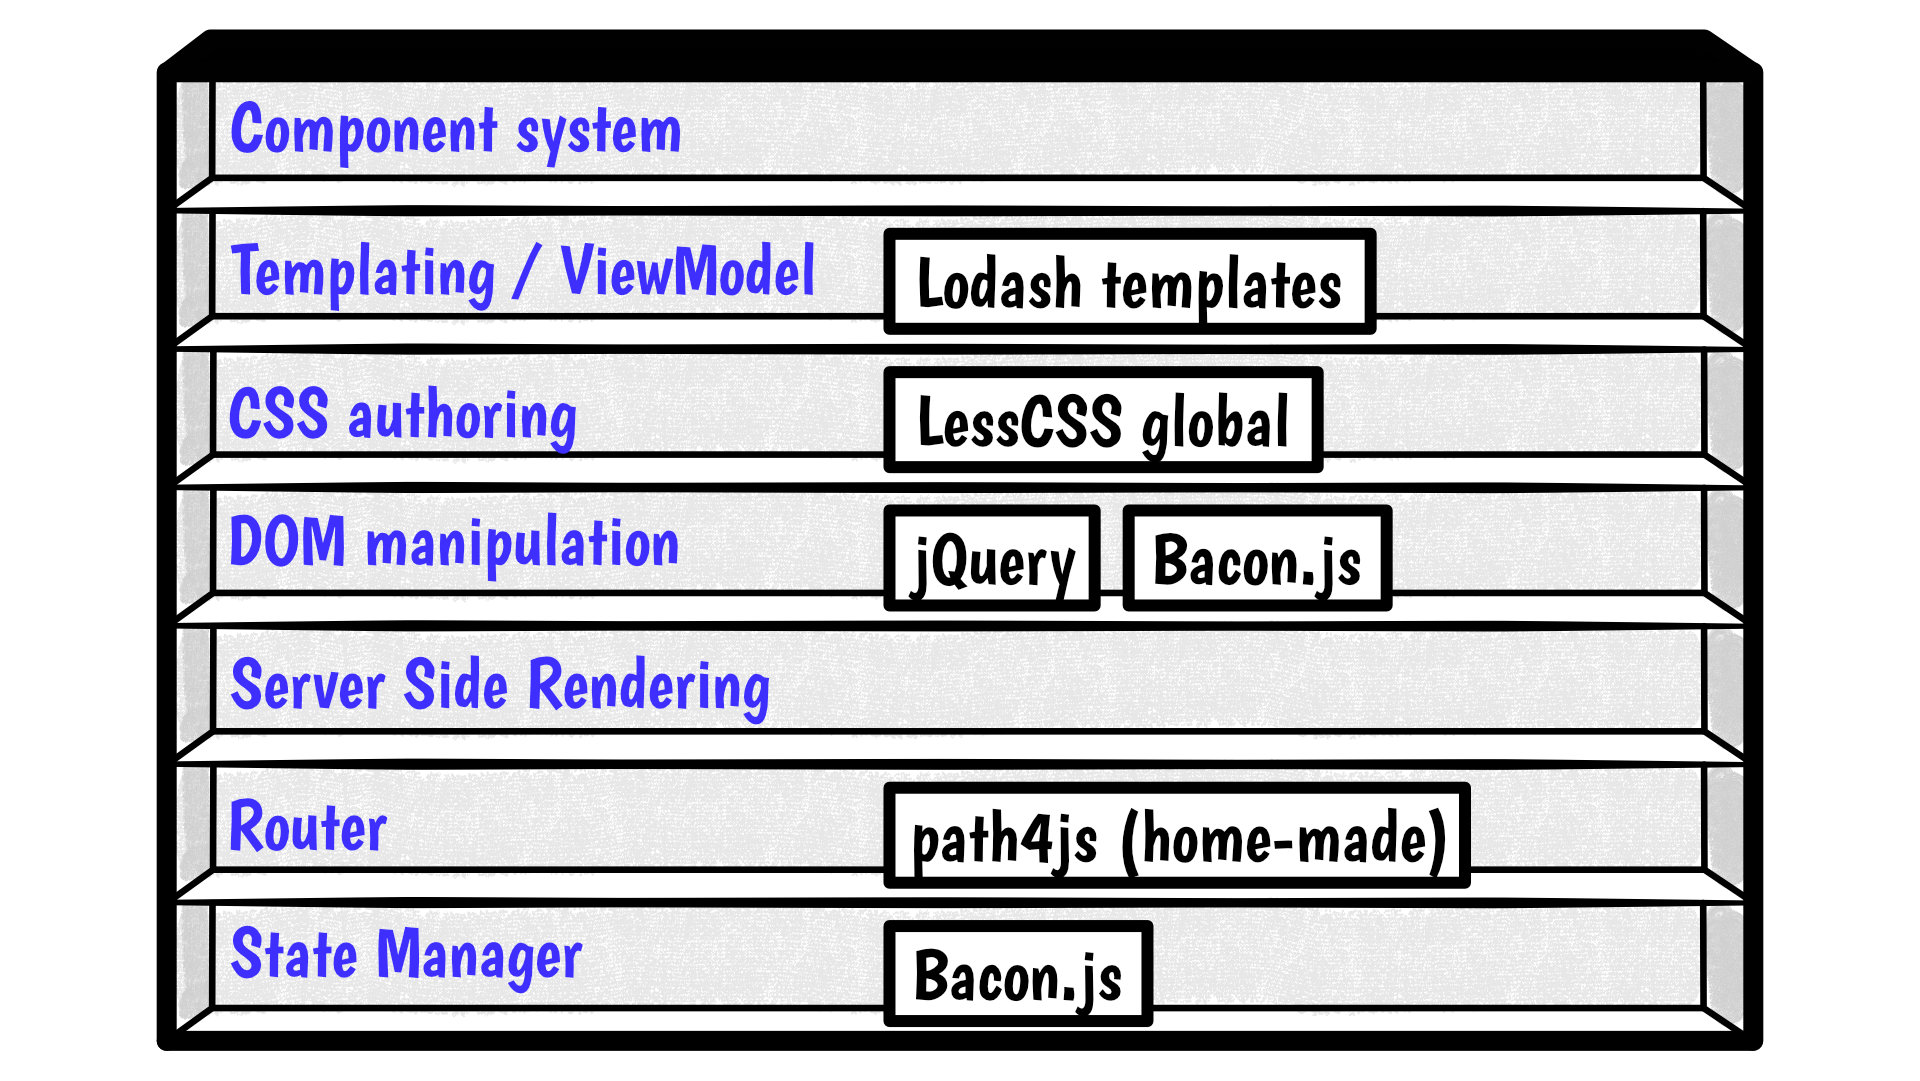 Component system
Templating / ViewModel Lodash templates
CSS authoring LessCSS global
DOM manipulation jQuery Bacon.js
Server Side Rendering
Router path4js (home-made)
State Manager Bacon.js